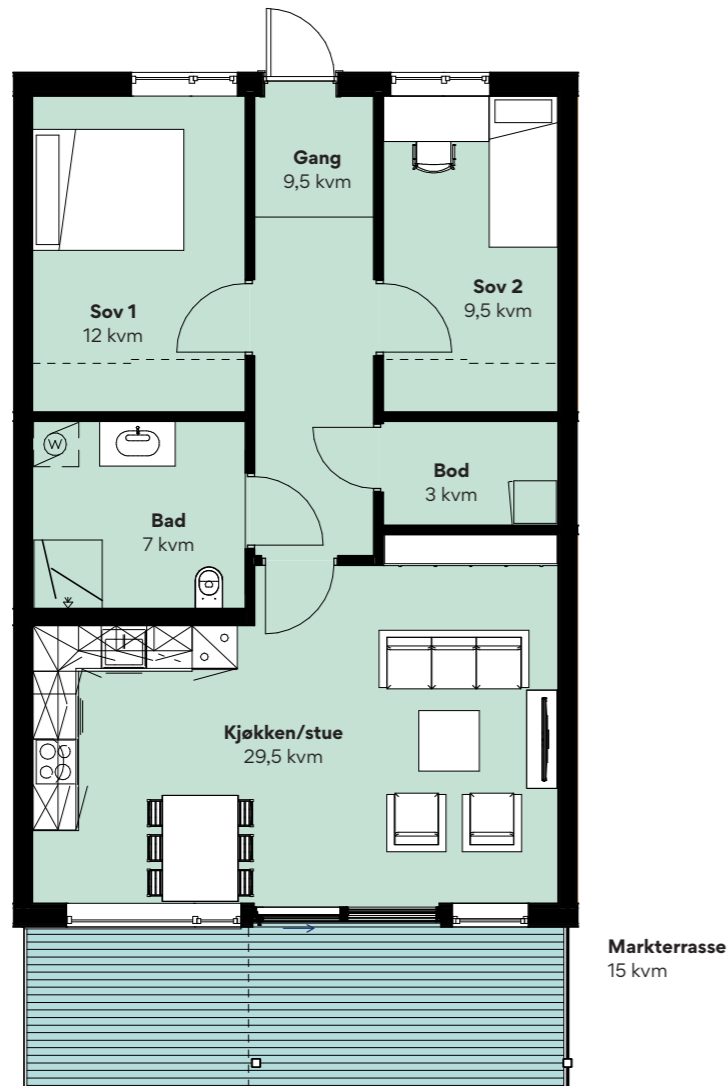 Gang
9,5 kvm
Sov 1
12 kvm
Sov 2
9,5 kvm
W
Bad
7 kvm
Bod
3 kvm
Kjøkken/stue
29,5 kvm
Markterrasse
15 kvm